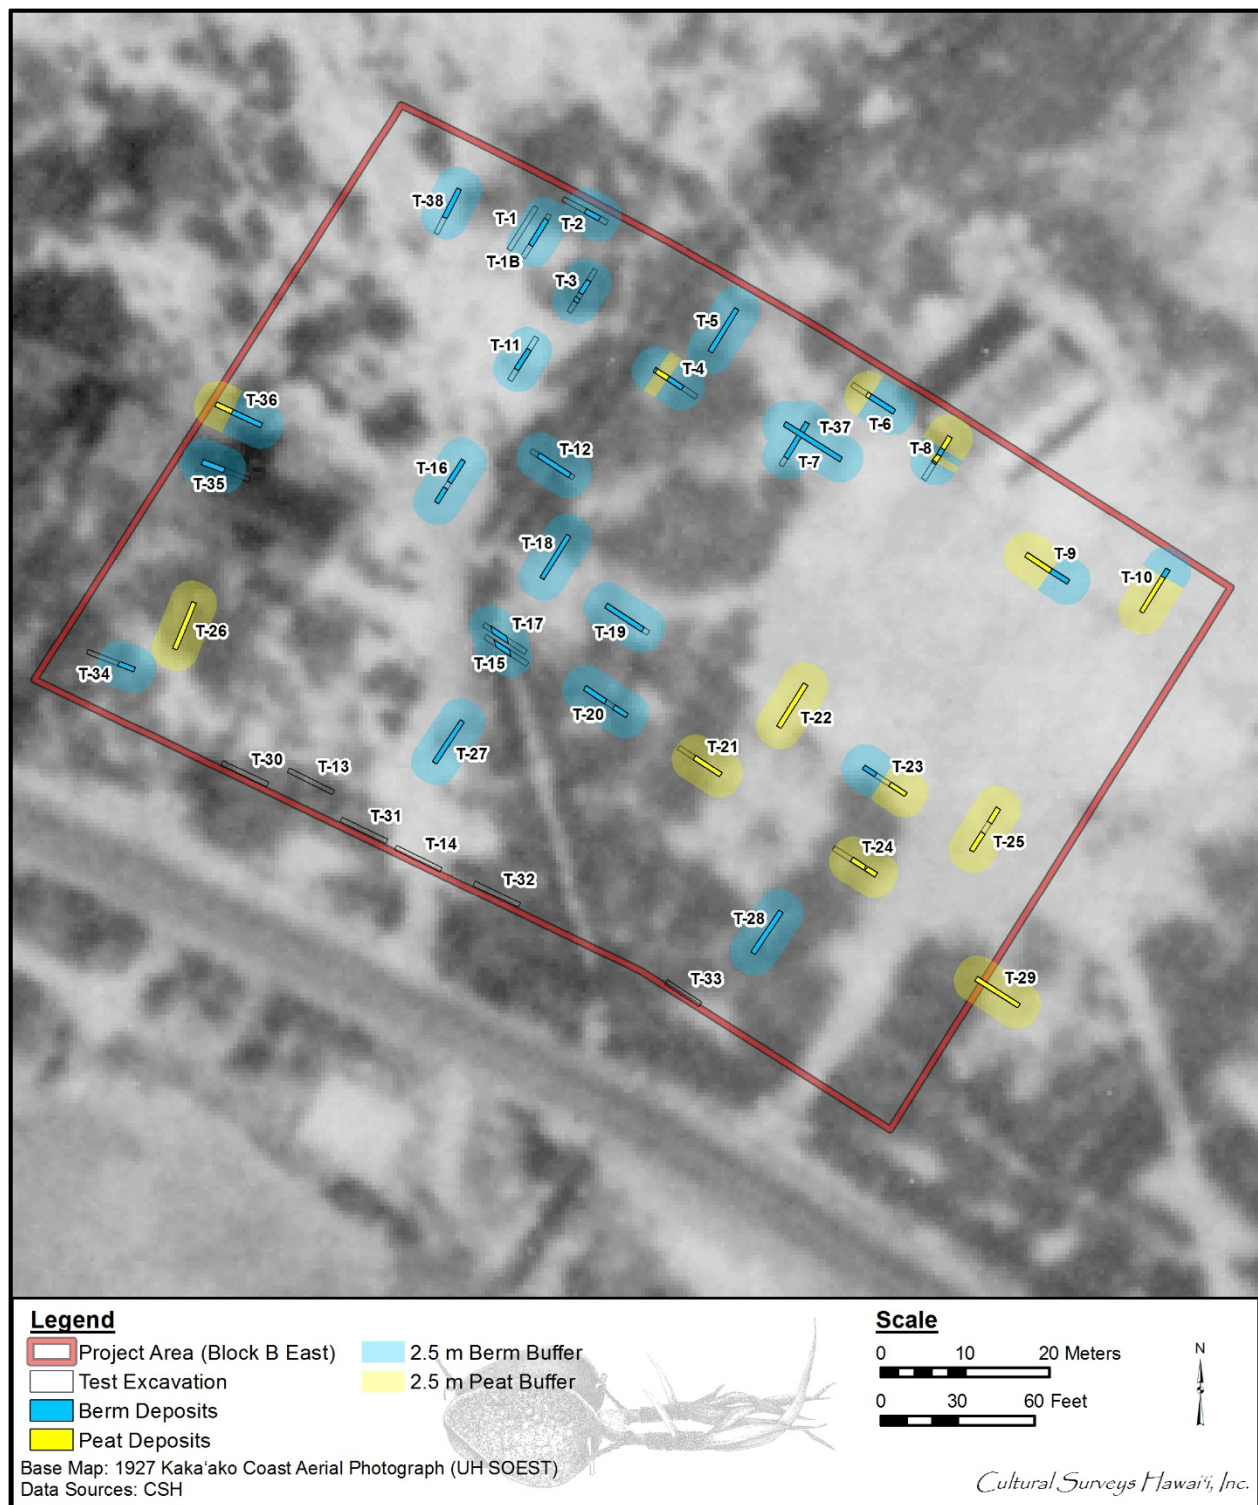 T-38
T-1
T-2
T-1B
T-3
T-5
T-11
T-4
T-6
T-36
T-37
T-8
T-12
T-7
T-16
T-35
T-18
T-9
T-10
T-17
T-19
T-26
T-15
T-34
T-20
T-22
T-27
T-21
T-30
T-13
T-23
T-31
T-25
T-14
T-24
T-32
T-28
T-33
T-29
Legend
Project Area (Block B East)
Test Excavation
Berm Deposits
Peat Deposits
2.5 m Berm Buffer
2.5 m Peat Buffer
Scale
0 10 20 Meters
0 30 60 Feet
N
Base Map: 1927 Kakaʻako Coast Aerial Photograph (UH SOEST)
Data Sources: CSH
Cultural Surveys Hawaiʻi, Inc.